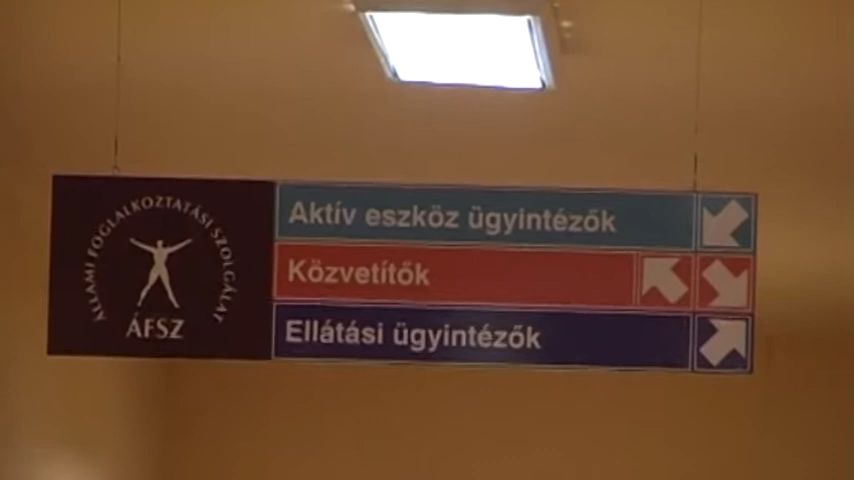 ÁLLAMI FOGLALKOZTATÁSI SZOLGÁLAT
ÁFSZ
Aktív eszköz ügyintézők
Közvetítők
Ellátási ügyintézők